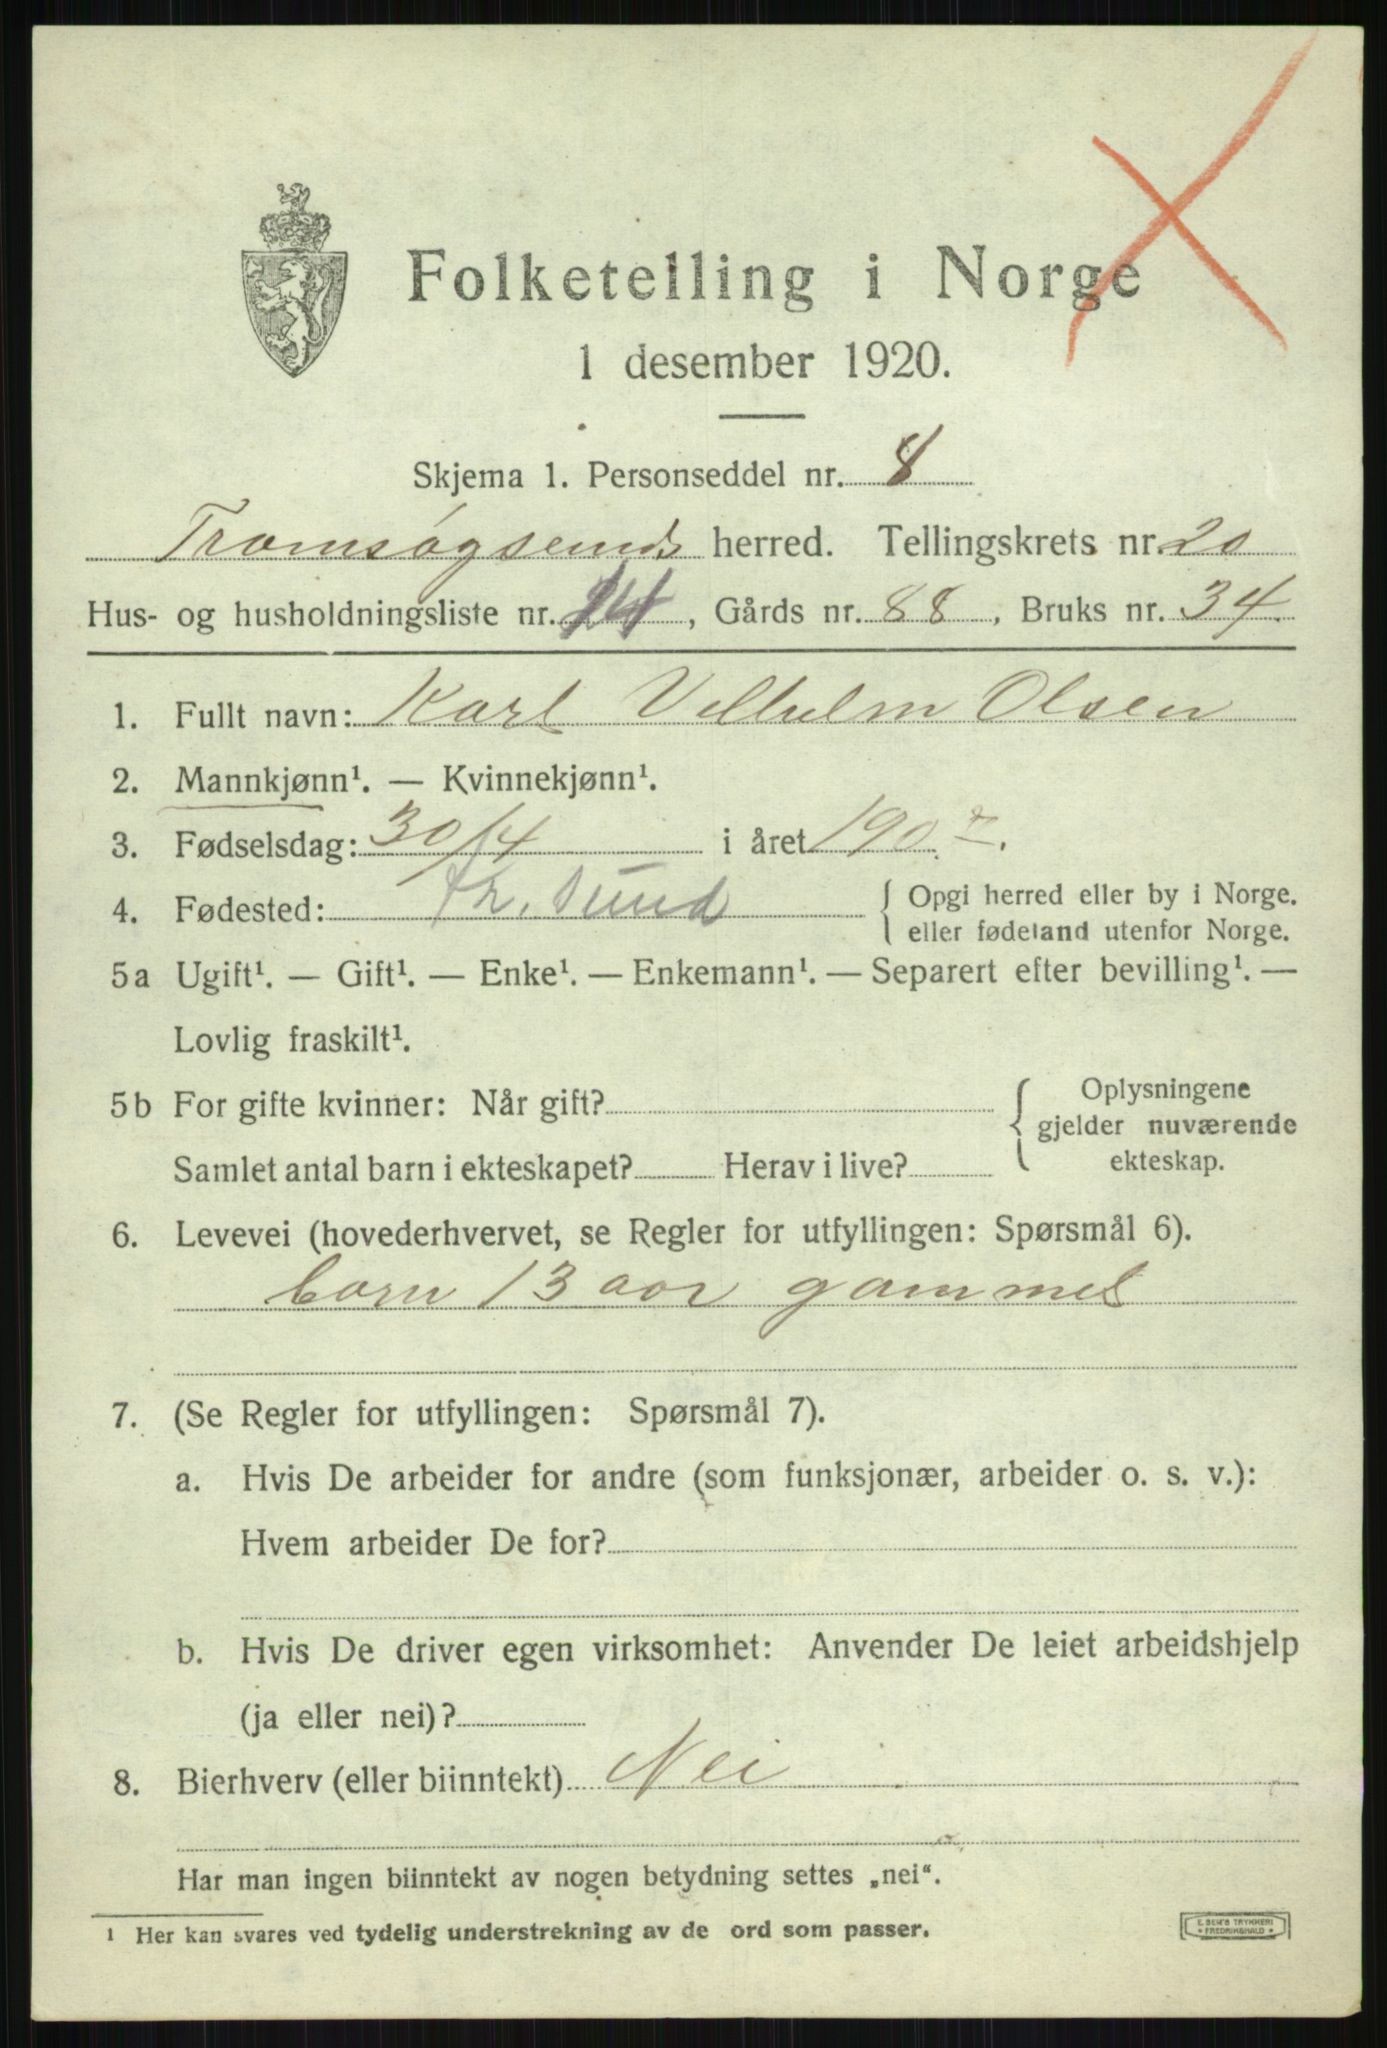 Folketelling i Norge
1 desember 1920.
Skjema 1. Personseddel nr. 8
Tromsøysund herred. Tellingskrets nr. 20
Hus- og husholdningsliste nr. 24, Gårds nr. 88, Bruks nr. 34
1. Fullt navn: Karl Vilhelm Olsen
2. Mannkjønn¹. — Kvinnekjønn¹.
3. Fødselsdag: 30/4 i året 1907.
4. Fødested: Tr. sund { Opgi herred eller by i Norge.
eller fødeland utenfor Norge.
5a Ugift¹. — Gift¹. — Enke¹. — Enkemann¹. — Separert efter bevilling¹. —
Lovlig fraskilt¹.
5b For gifte kvinner: Når gift? { Oplysningene
gjelder nuværende
Samlet antal barn i ekteskapet? Herav i live? ekteskap.
6. Levevei (hovederhvervet, se Regler for utfyllingen: Spørsmål 6).
barn 13 aar gammel
7. (Se Regler for utfyllingen: Spørsmål 7).
a. Hvis De arbeider for andre (som funksjonær, arbeider o. s. v.):
Hvem arbeider De for?
b. Hvis De driver egen virksomhet: Anvender De leiet arbeidshjelp
(ja eller nei)?
8. Bierhverv (eller biinntekt) Nei
Har man ingen biinntekt av nogen betydning settes „nei“.
¹ Her kan svares ved tydelig understrekning av de ord som passer.
E. SEM'S TRYKKERI
FREDRIKSHALD